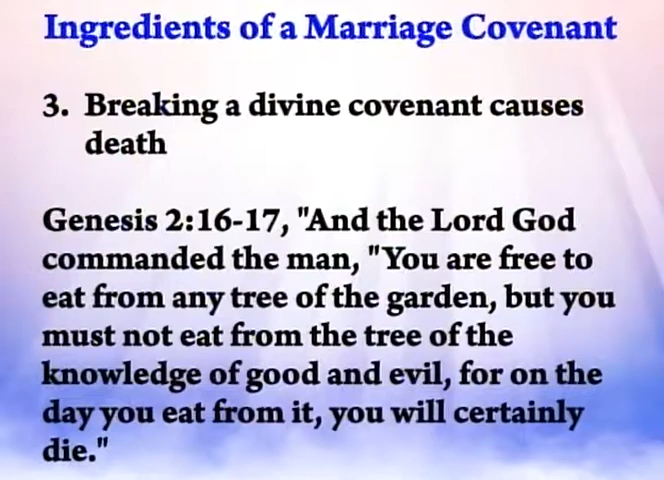 Ingredients of a Marriage Covenant
3. Breaking a divine covenant causes
death
Genesis 2:16-17, "And the Lord God
commanded the man, "You are free to
eat from any tree of the garden, but you
must not eat from the tree of the
knowledge of good and evil, for on the
day you eat from it, you will certainly
die."